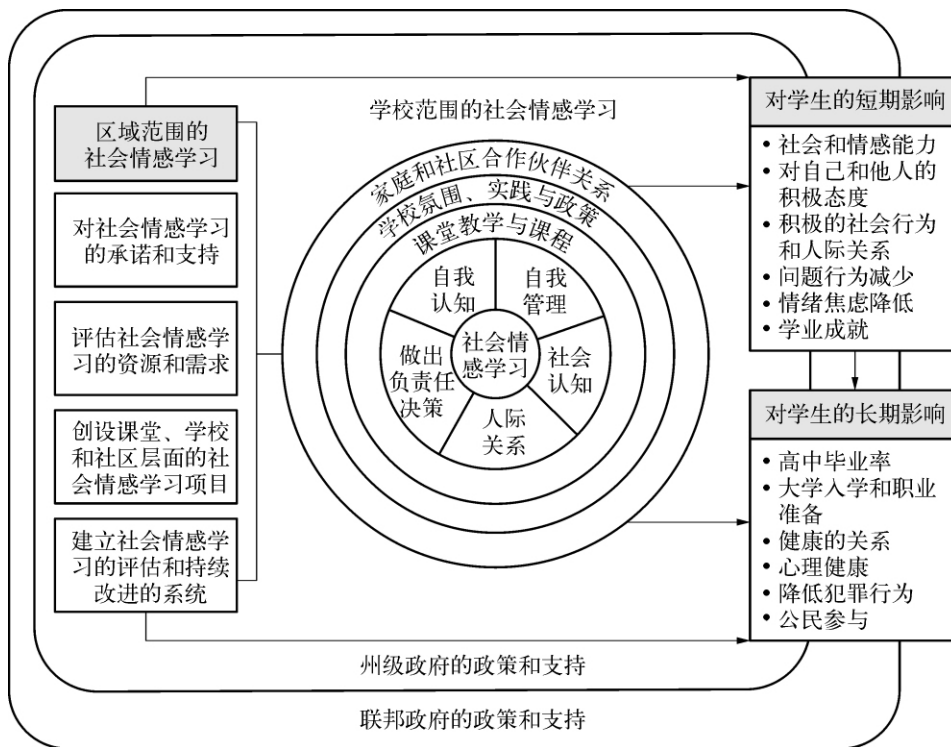 学校范围的社会情感学习
区域范围的
社会情感学习
对社会情感学习
的承诺和支持
评估社会情感学
习的资源和需求
创设课堂、学校
和社区层面的社
会情感学习项目
建立社会情感学
习的评估和持续
改进的系统
家庭和社区合作伙伴关系
学校氛围、实践与政策
课堂教学与课程
自我
认知
自我
管理
社会情
感学习
做出
负责任
决策
社会
认知
人际
关系
对学生的短期影响
• 社会和情感能力
• 对自己和他人的
积极态度
• 积极的社会行为
和人际关系
• 问题行为减少
• 情绪焦虑降低
• 学业成就
对学生的长期影响
• 高中毕业率
• 大学入学和职业
准备
• 健康的关系
• 心理健康
• 降低犯罪行为
• 公民参与
州级政府的政策和支持
联邦政府的政策和支持